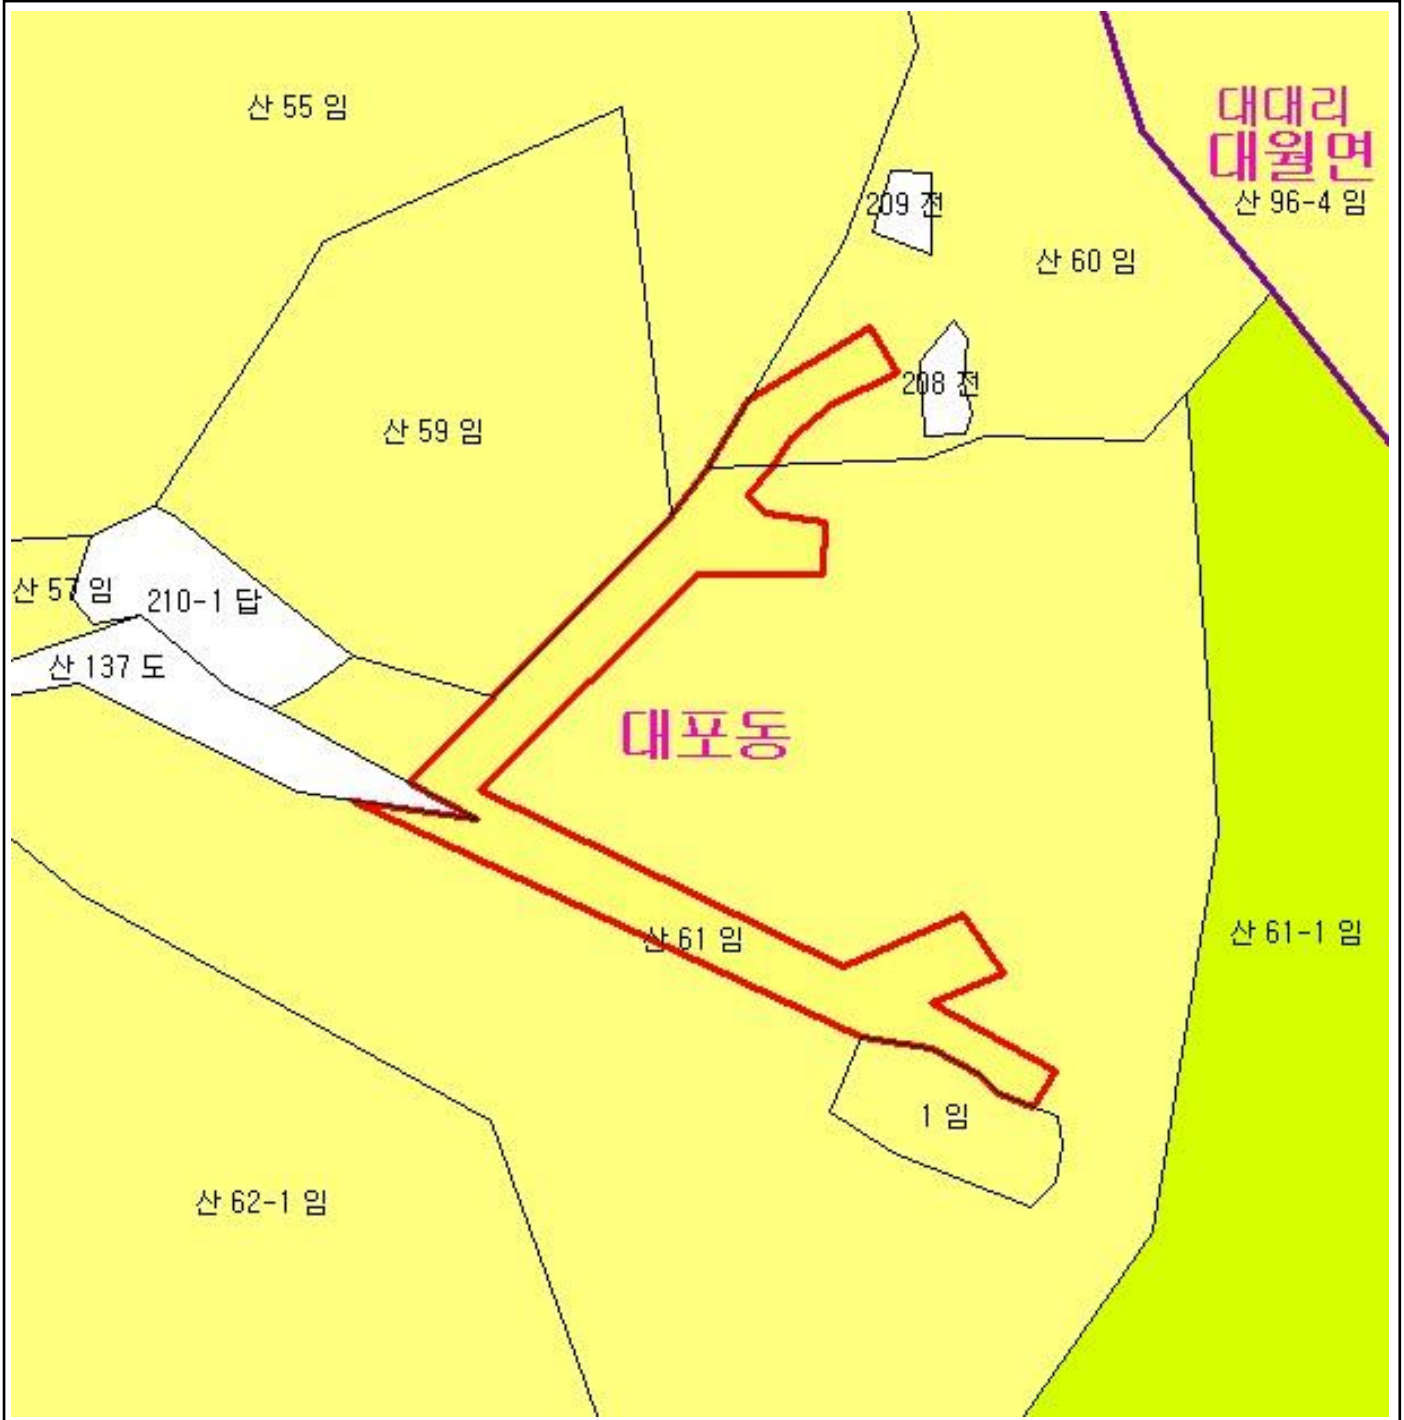 산 55 임
대대리
대월면
산 96-4 임
209 전
산 60 임
208 전
산 59 임
산 57 임
210-1 답
산 137 도
대포동
산 61 임
산 61-1 임
1 임
산 62-1 임